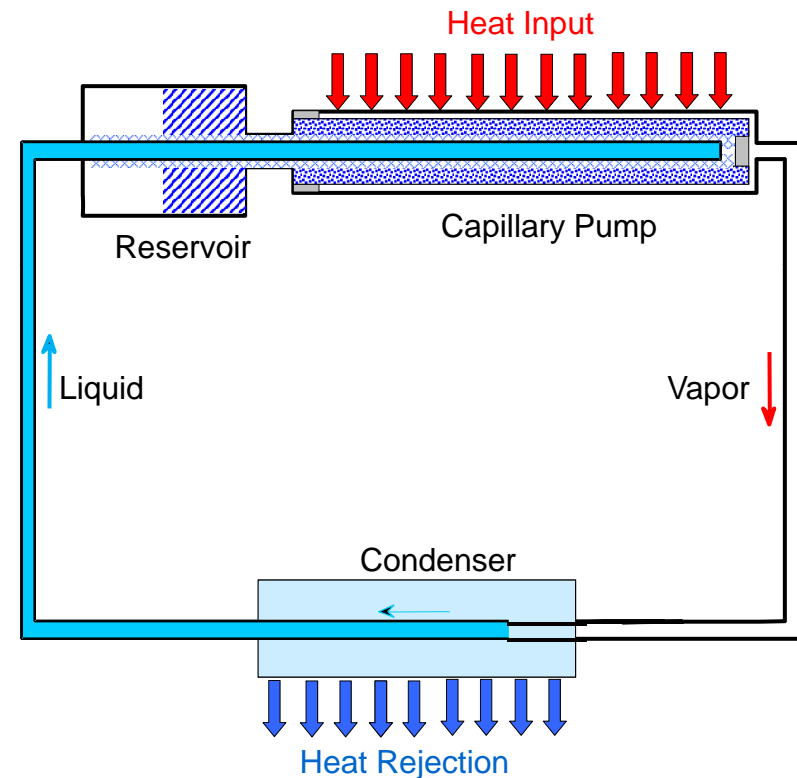 Heat Input
Reservoir
Capillary Pump
Liquid
Vapor
Condenser
Heat Rejection